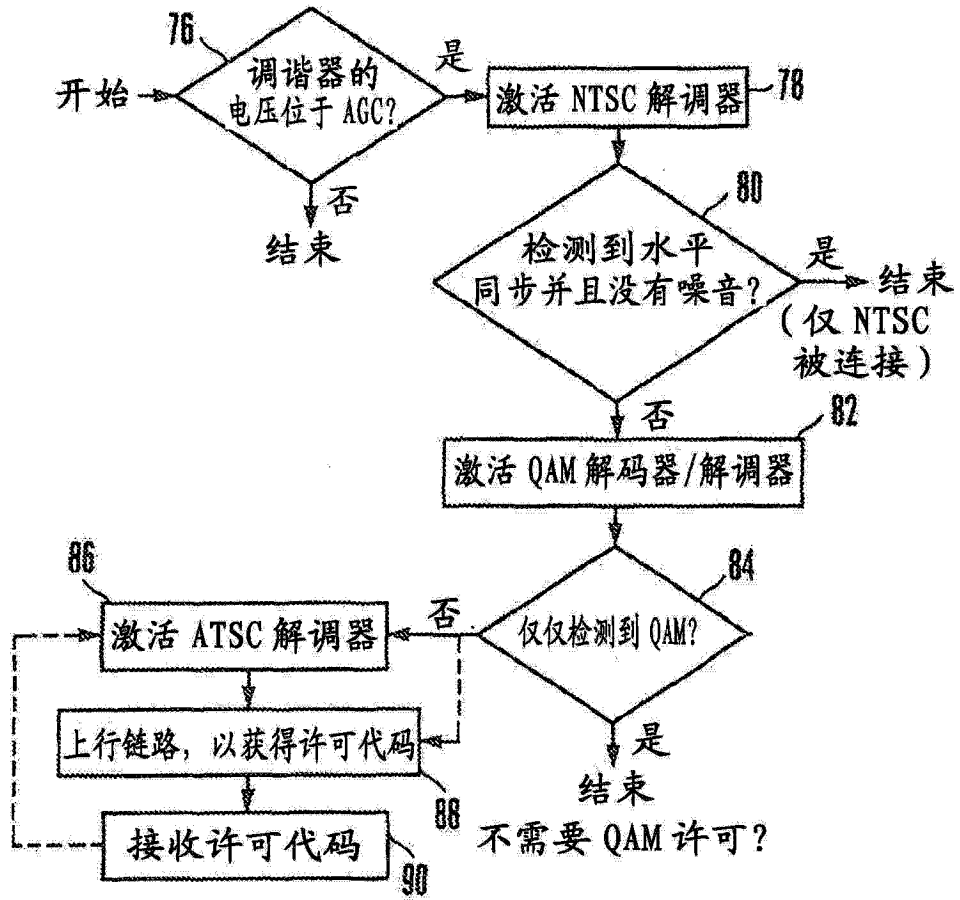 76
调谐器的
电压位于 AGC?
开始
是
激活 NTSC 解调器
78
否
结束
80
检测到水平
同步并且没有噪音?
是
结束
(仅 NTSC
被连接)
否
82
激活 QAM 解码器/解调器
84
仅仅检测到 QAM?
否
86
激活 ATSC 解调器
上行链路, 以获得许可代码
88
是
结束
不需要 QAM 许可?
接收许可代码
90